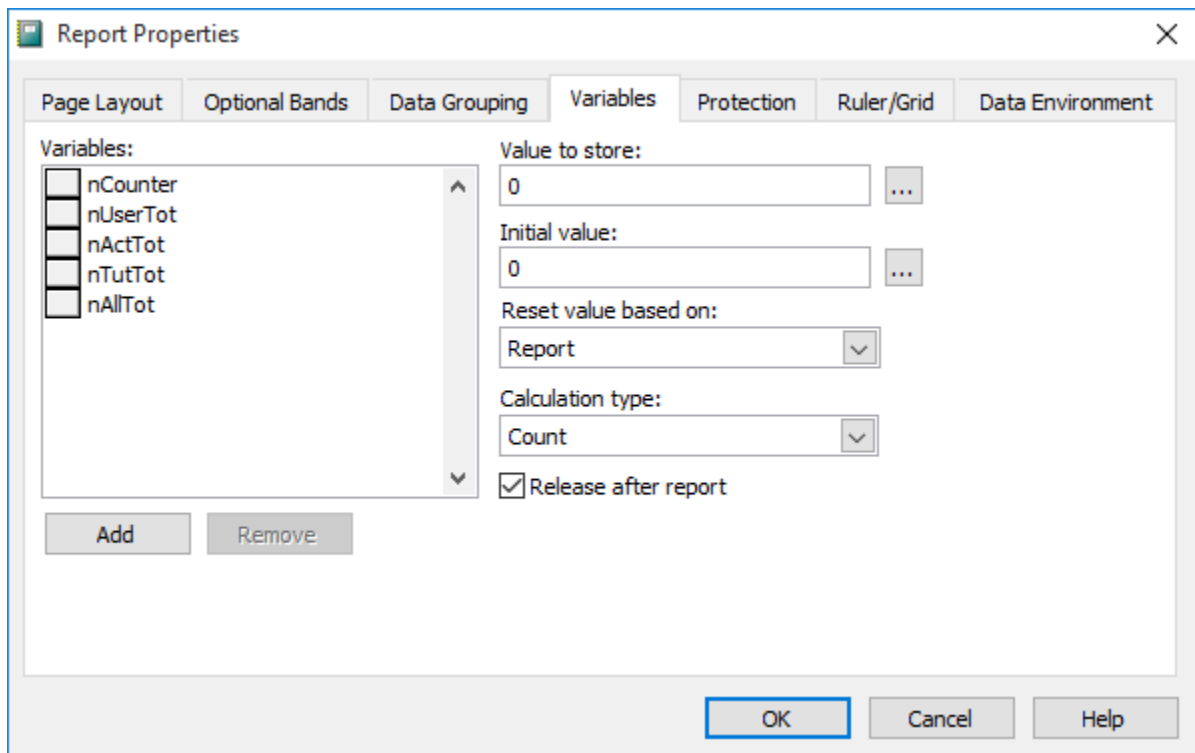 Report Properties
Page Layout Optional Bands Data Grouping Variables Protection Ruler/Grid Data Environment
Variables:
nCounter
nUserTot
nActTot
nTutTot
nAllTot
Add Remove
Value to store:
0 ...
Initial value:
0 ...
Reset value based on:
Report
Calculation type:
Count
Release after report
OK Cancel Help